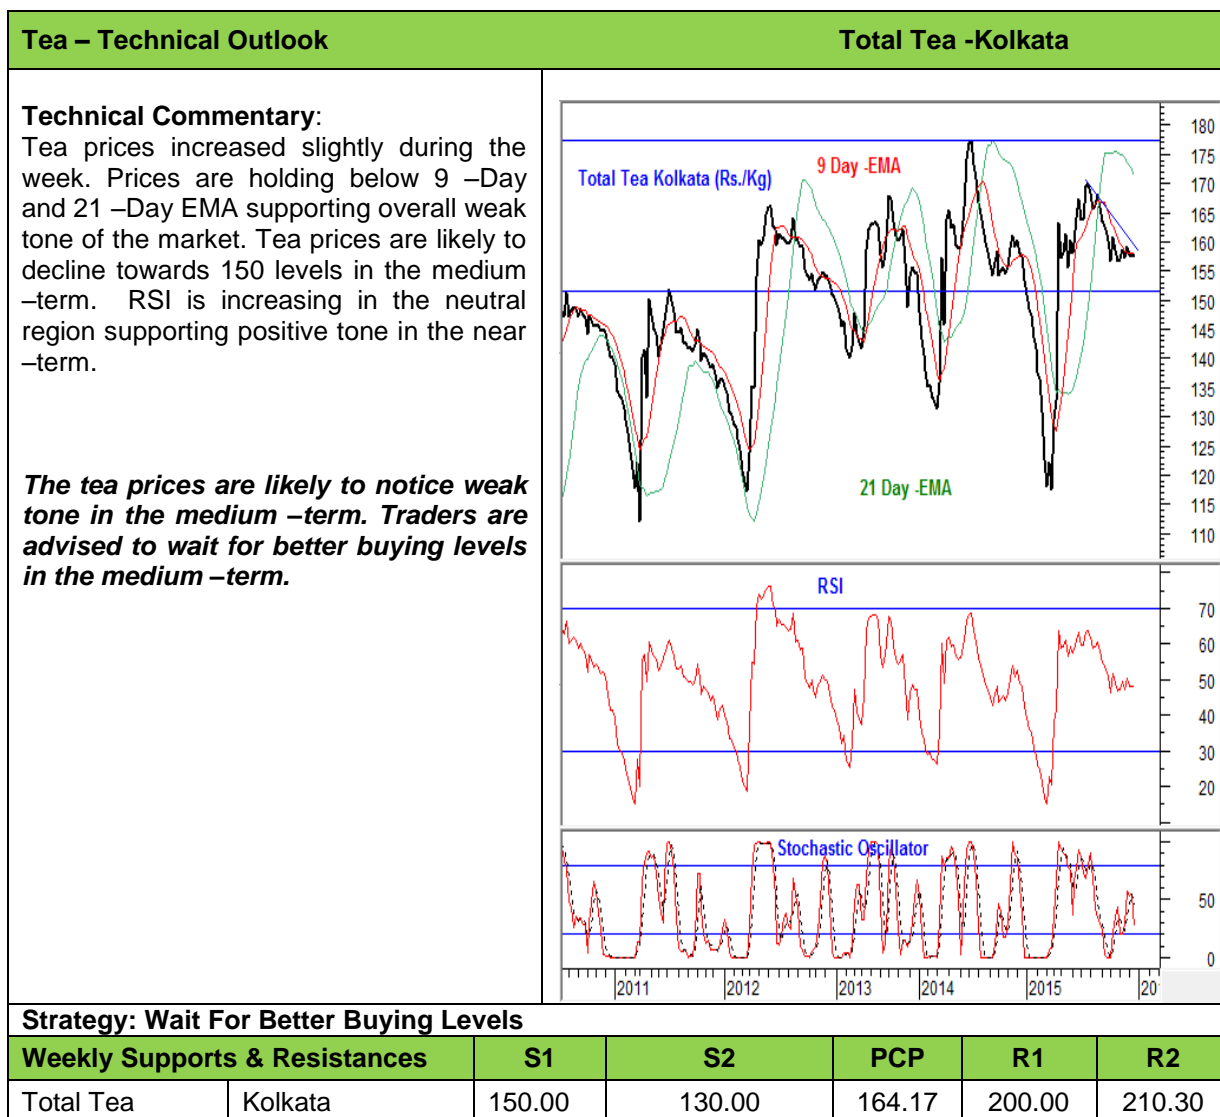 Tea – Technical Outlook Total Tea -Kolkata
Technical Commentary:
Tea prices increased slightly during the
week. Prices are holding below 9 –Day
and 21 –Day EMA supporting overall weak
tone of the market. Tea prices are likely to
decline towards 150 levels in the medium
–term. RSI is increasing in the neutral
region supporting positive tone in the near
–term.
The tea prices are likely to notice weak
tone in the medium –term. Traders are
advised to wait for better buying levels
in the medium –term.
Total Tea Kolkata (Rs./Kg)
9 Day -EMA
21 Day -EMA
180
175
170
165
160
155
150
145
140
135
130
125
120
115
110
RSI
70
60
50
40
30
20
Stochastic Oscillator
50
0
2011 2012 2013 2014 2015 201
Strategy: Wait For Better Buying Levels
Weekly Supports & Resistances S1 S2 PCP R1 R2
Total Tea Kolkata 150.00 130.00 164.17 200.00 210.30